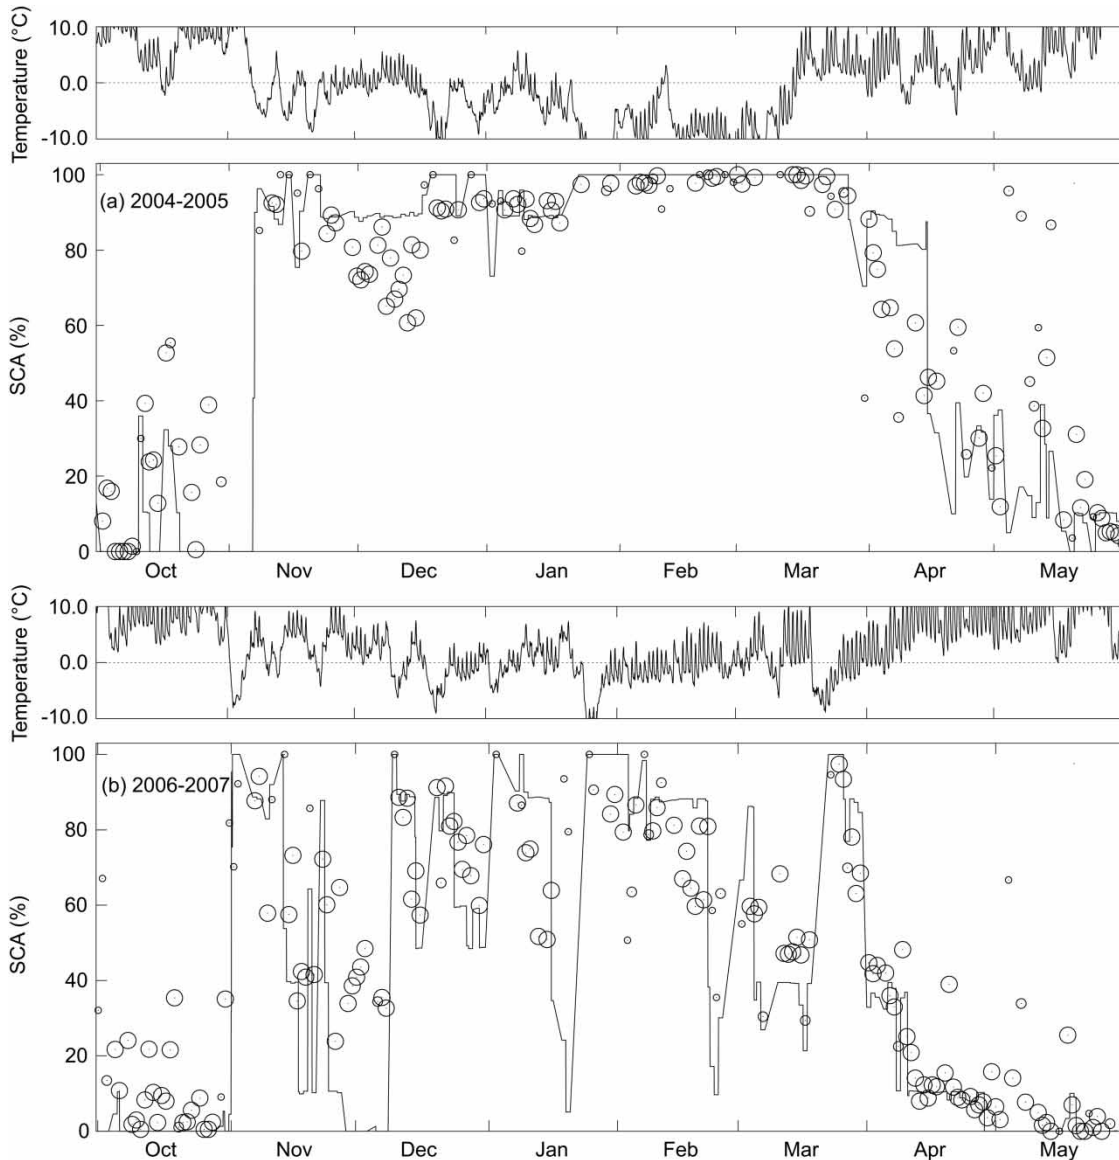 Temperature (°C)
10.0
0.0
-10.0
(a) 2004-2005
SCA (%)
100
80
60
40
20
0
Oct Nov Dec Jan Feb Mar Apr May
Temperature (°C)
10.0
0.0
-10.0
(b) 2006-2007
SCA (%)
100
80
60
40
20
0
Oct Nov Dec Jan Feb Mar Apr May